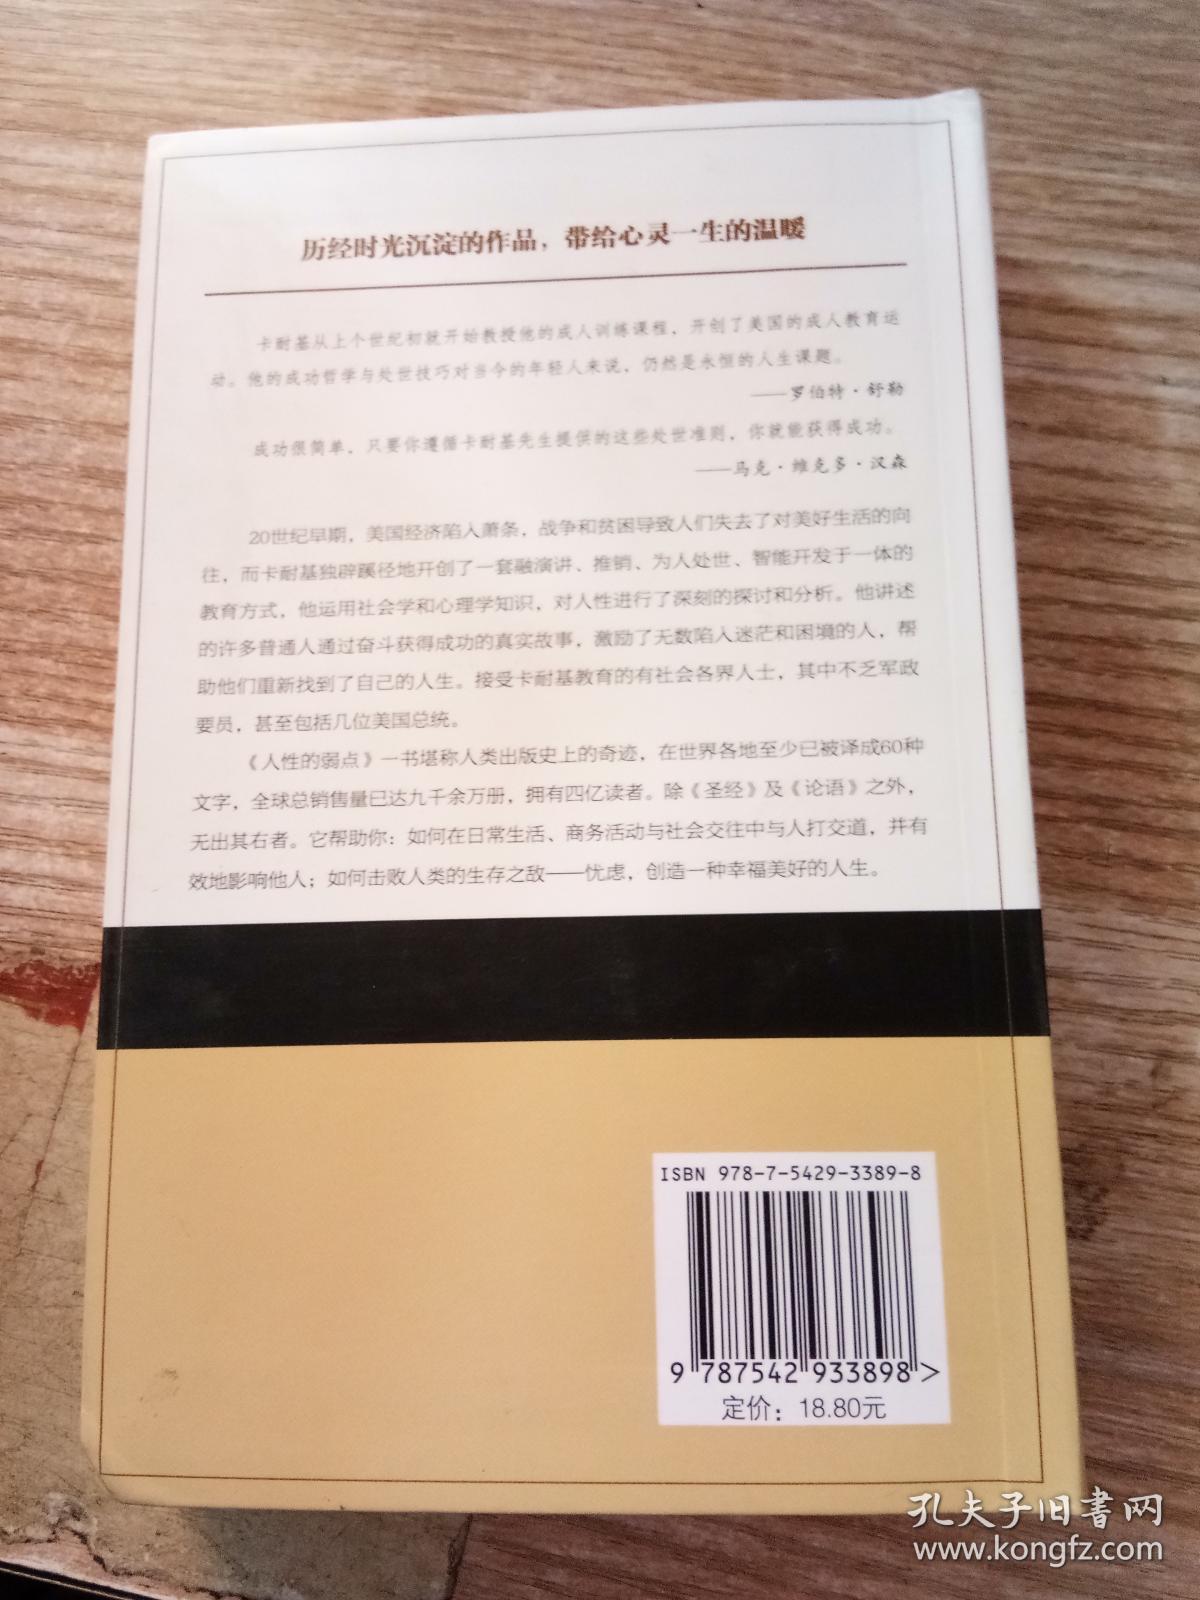 历经时光沉淀的作品，带给心灵一生的温暖
卡耐基从上个世纪初就开始教授他的成人训练课程，开创了美国的成人教育运
动。他的成功哲学与处世技巧对当今的年轻人来说，仍然是永恒的人生课题。
——罗伯特·舒勒
成功很简单，只要你遵循卡耐基先生提供的这些处世准则，你就能获得成功。
——马克·维克多·汉森
20世纪早期，美国经济陷入萧条，战争和贫困导致人们失去了对美好生活的向
往，而卡耐基独辟蹊径地开创了一套融演讲、推销、为人处世、智能开发于一体的
教育方式，他运用社会学和心理学知识，对人性进行了深刻的探讨和分析。他讲述
的许多普通人通过奋斗获得成功的真实故事，激励了无数陷入迷茫和困境的人，帮
助他们重新找到了自己的人生。接受卡耐基教育的有社会各界人士，其中不乏军政
要员，甚至包括几位美国总统。
《人性的弱点》一书堪称人类出版史上的奇迹，在世界各地至少已被译成60种
文字，全球总销售量已达九千余万册，拥有四亿读者。除《圣经》及《论语》之外，
无出其右者。它帮助你：如何在日常生活、商务活动与社会交往中与人打交道，并有
效地影响他人；如何击败人类的生存之敌——忧虑，创造一种幸福美好的人生。
ISBN 978-7-5429-3389-8
9 787542 933898>
定价：18.80元
孔夫子旧书网
www.kongfz.com